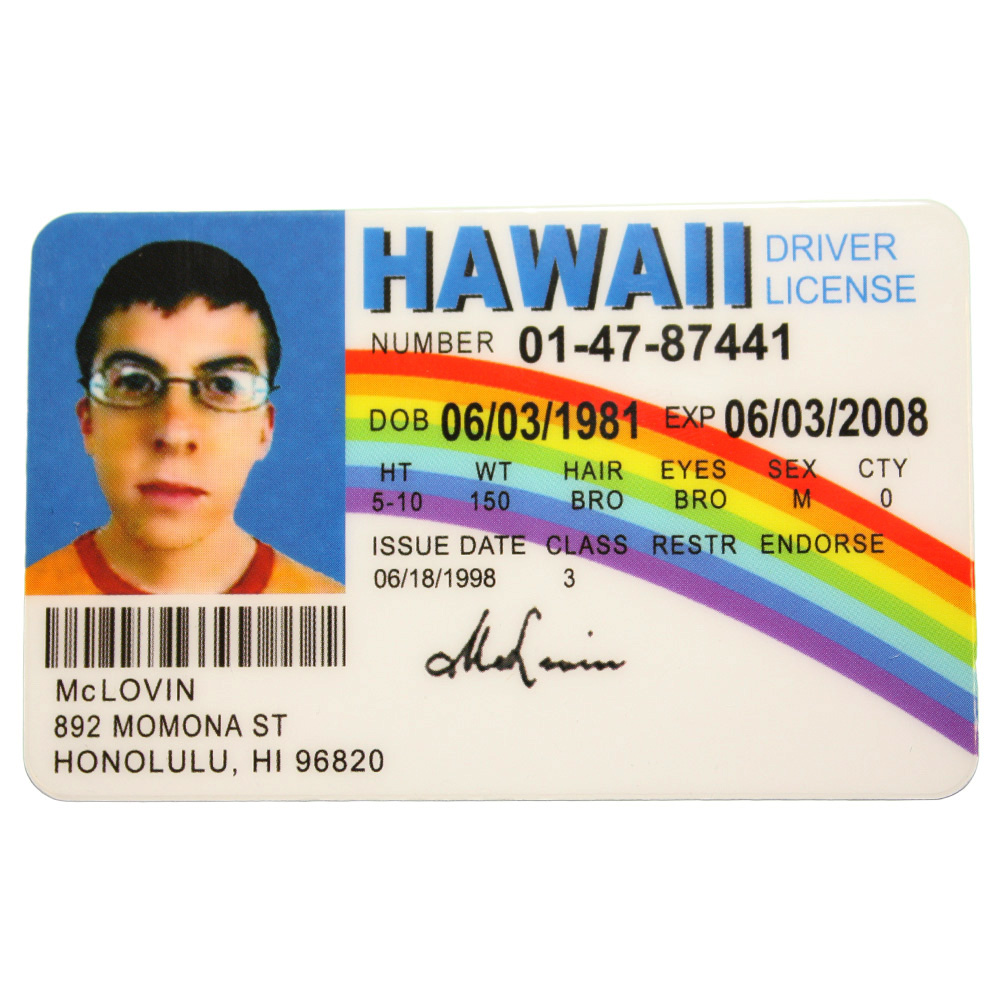 HAWAII DRIVER LICENSE
NUMBER 01-47-87441
DOB 06/03/1981 EXP 06/03/2008
HT WT HAIR EYES SEX CTY
5-10 150 BRO BRO M 0
ISSUE DATE CLASS RESTR ENDORSE
06/18/1998 3
McLovin
McLOVIN
892 MOMONA ST
HONOLULU, HI 96820